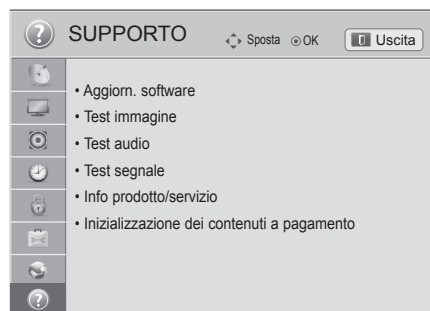 SUPPORTO
Sposta OK
Uscita
• Aggiorn. software
• Test immagine
• Test audio
• Test segnale
• Info prodotto/servizio
• Inizializzazione dei contenuti a pagamento